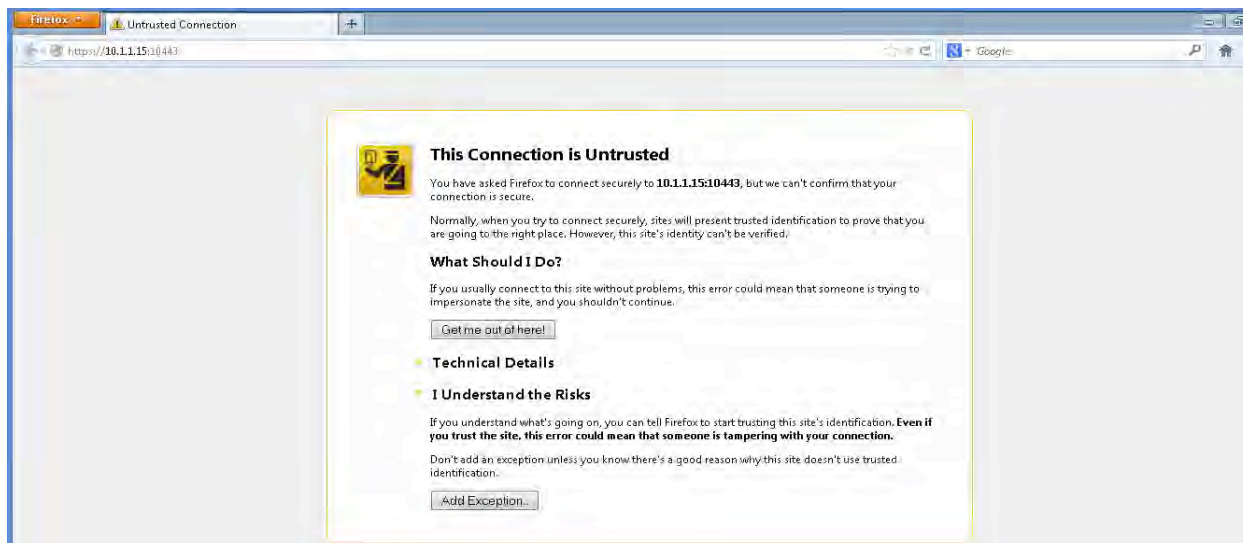 Firefox
Untrusted Connection
https://10.1.1.15:10443
Google
This Connection is Untrusted
You have asked Firefox to connect securely to 10.1.1.15:10443, but we can't confirm that your
connection is secure.
Normally, when you try to connect securely, sites will present trusted identification to prove that you
are going to the right place. However, this site's identity can't be verified.
What Should I Do?
If you usually connect to this site without problems, this error could mean that someone is trying to
impersonate the site, and you shouldn't continue.
Get me out of here!
Technical Details
I Understand the Risks
If you understand what's going on, you can tell Firefox to start trusting this site's identification. Even if
you trust the site, this error could mean that someone is tampering with your connection.
Don't add an exception unless you know there's a good reason why this site doesn't use trusted
identification.
Add Exception..